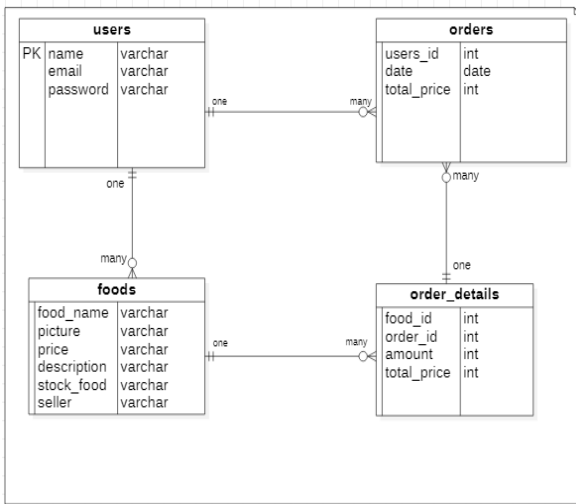 users
PK name varchar
email varchar
password varchar
orders
users_id int
date date
total_price int
one
many
one
many
many
one
foods
food_name varchar
picture varchar
price varchar
description varchar
stock_food varchar
seller varchar
one
many
order_details
food_id int
order_id int
amount int
total_price int